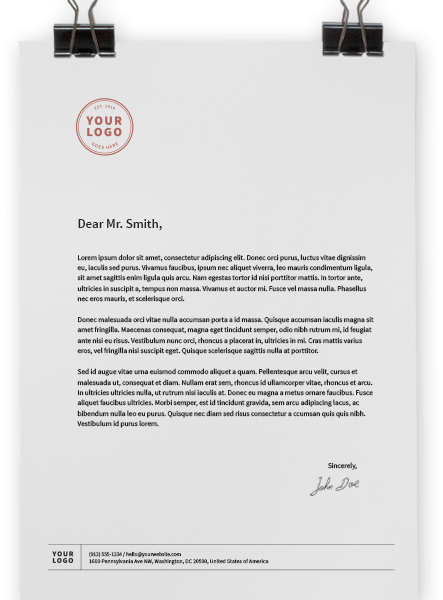 EST. 2014
YOUR
LOGO
GOES HERE
Dear Mr. Smith,
Lorem ipsum dolor sit amet, consectetur adipiscing elit. Donec orci purus, luctus vitae dignissim
eu, iaculis sed purus. Vivamus faucibus, ipsum nec aliquet viverra, leo mauris condimentum ligula,
sit amet sagittis enim ligula quis arcu. Nam egestas tortor id nisi porttitor mattis. In tortor ante,
ultricies in suscipit a, tempus non massa. Vivamus et auctor mi. Fusce vel massa nulla. Phasellus
nec eros mauris, et scelerisque orci.
Donec malesuada orci vitae nulla accumsan porta a id massa. Quisque accumsan iaculis magna sit
amet fringilla. Maecenas consequat, magna eget tincidunt semper, odio nibh rutrum mi, id feugiat
ante nisi eu risus. Vestibulum nunc orci, rhoncus a placerat in, ultricies in mi. Cras mattis varius
eros, vel fringilla nisi suscipit eget. Quisque scelerisque sagittis nulla at porttitor.
Sed id augue vitae urna euismod commodo aliquet a quam. Pellentesque arcu velit, cursus et
malesuada ut, consequat et diam. Nullam erat sem, rhoncus id ullamcorper vitae, rhoncus et arcu.
In ultricies ultricies nulla, ut rutrum nisi iaculis at. Donec eu magna a metus ornare faucibus. Fusce
aliquet faucibus ultricies. Morbi semper, est id tincidunt gravida, sem arcu adipiscing lacus, ac
bibendum nulla leo eu purus. Quisque nec diam sed risus consectetur a ccumsan quis quis nibh.
Vestibulum id purus lorem.
Sincerely,
John Doe
YOUR
LOGO
(913) 555-1234 / hello@yourwebsite.com
1600 Pennsylvania Ave NW, Washington, DC 20500, United States of America